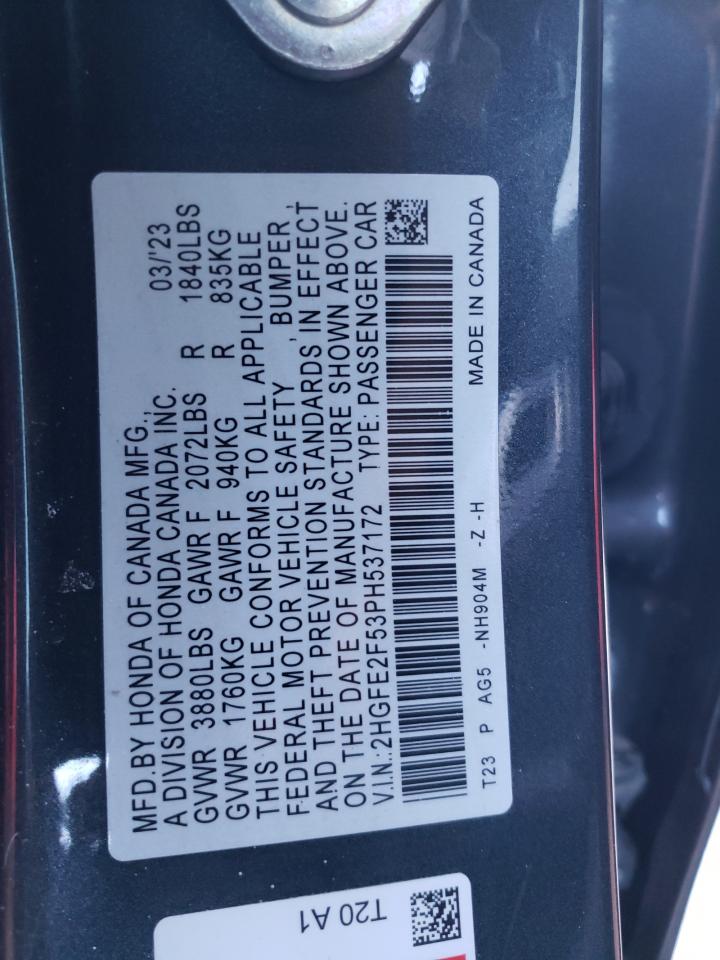 MFD.BY HONDA OF CANADA MFG.,     03/'23
A DIVISION OF HONDA CANADA INC.
GVWR 3880LBS GAWR F 2072LBS R 1840LBS
GVWR 1760KG GAWR F 940KG R 835KG
THIS VEHICLE CONFORMS TO ALL APPLICABLE
FEDERAL MOTOR VEHICLE SAFETY , BUMPER ,
AND THEFT PREVENTION STANDARDS IN EFFECT
ON THE DATE OF MANUFACTURE SHOWN ABOVE.
V.I.N.:2HGFE2F53PH537172 TYPE: PASSENGER CAR
T23 P AG5 -NH904M -Z -H MADE IN CANADA
T20 A1